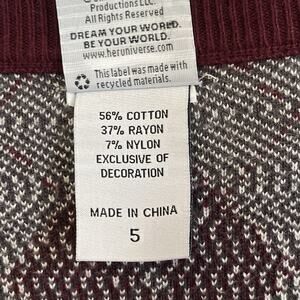 Productions LLC.
All Rights Reserved
DREAM YOUR WORLD.
BE YOUR WORLD.
www.heruniverse.com
This label was made with
recycled materials.
56% COTTON
37% RAYON
7% NYLON
EXCLUSIVE OF
DECORATION
MADE IN CHINA
5